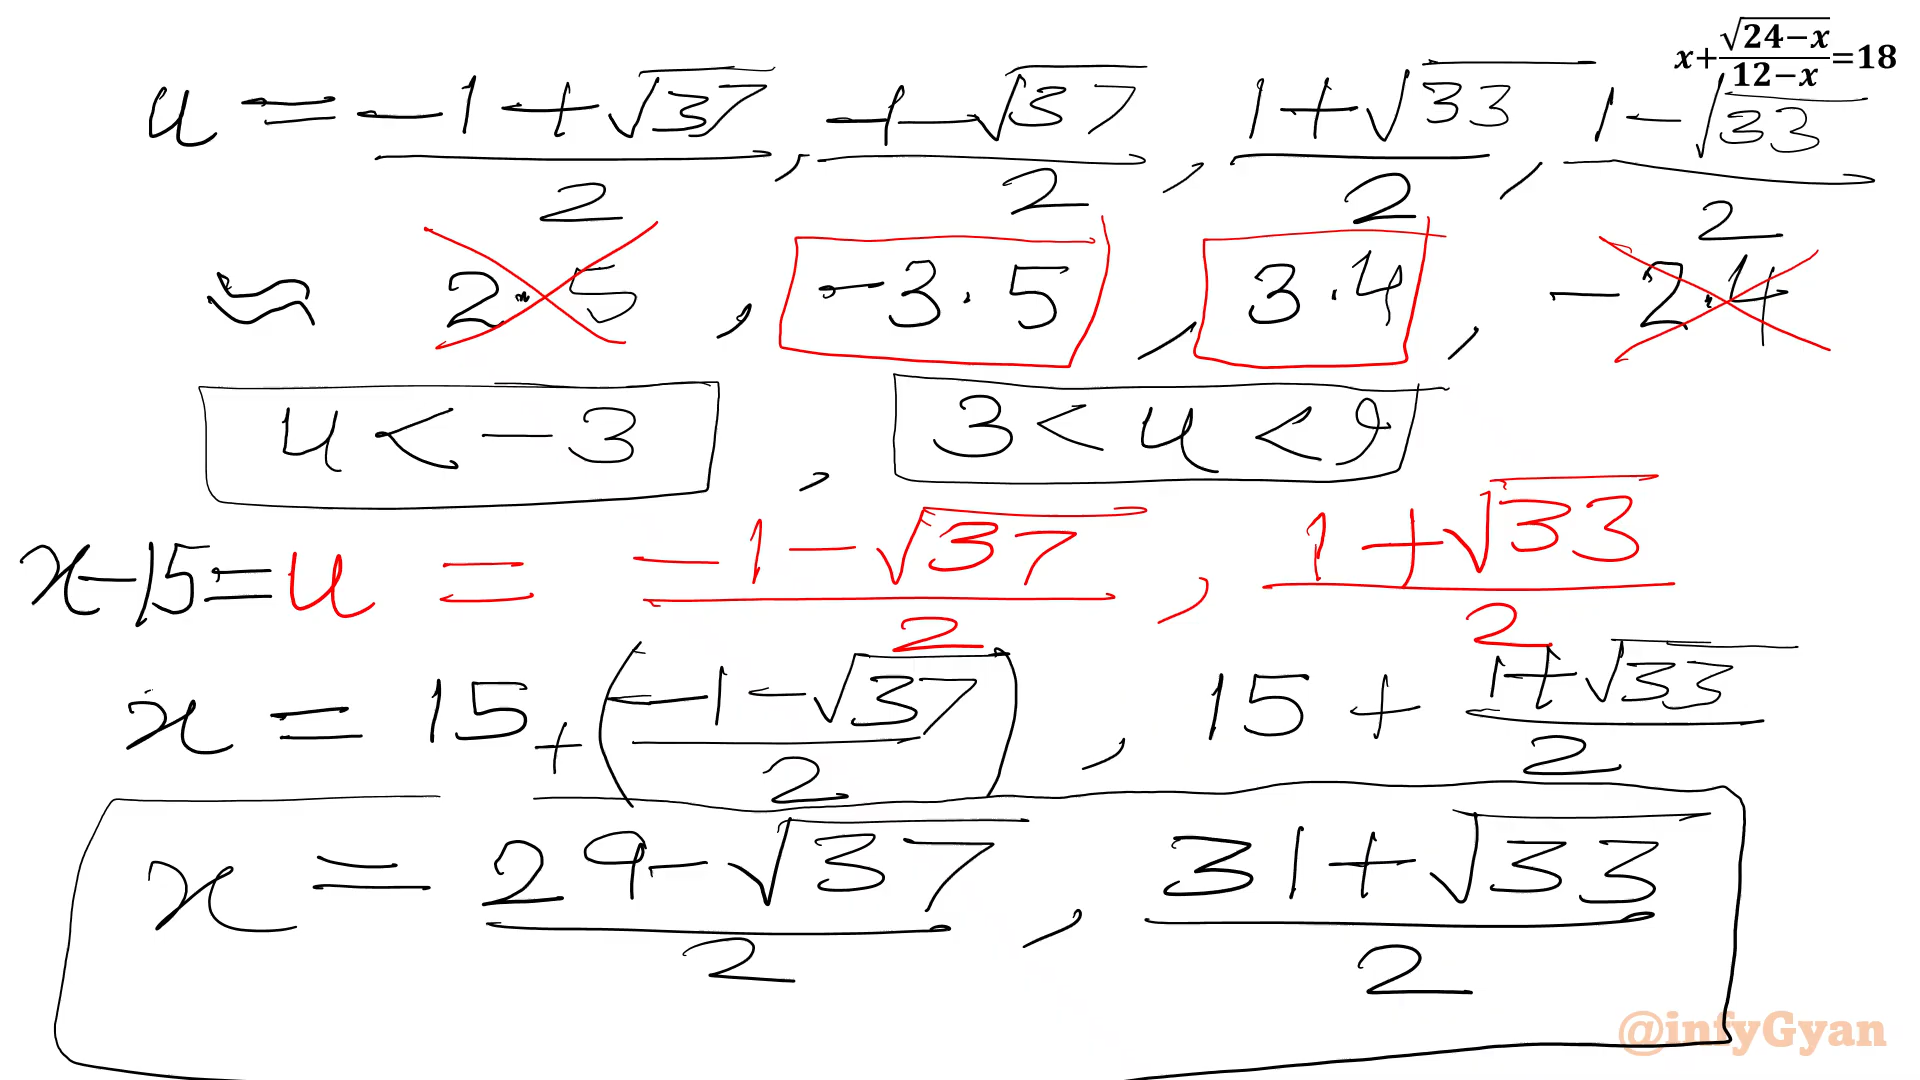 x+√(24−x)/(12−x)=18
u = (-1+√37)/2 , (-1-√37)/2 , (1+√33)/2 , (1-√33)/2
≈ 2.5 , -3.5 , 3.4 , -2.4
u < -3 , 3 < u < 9
x-15 = u = (-1-√37)/2 , (1+√33)/2
x = 15 + ((-1-√37)/2) , 15 + (1+√33)/2
x = (29-√37)/2 , (31+√33)/2
@infyGyan